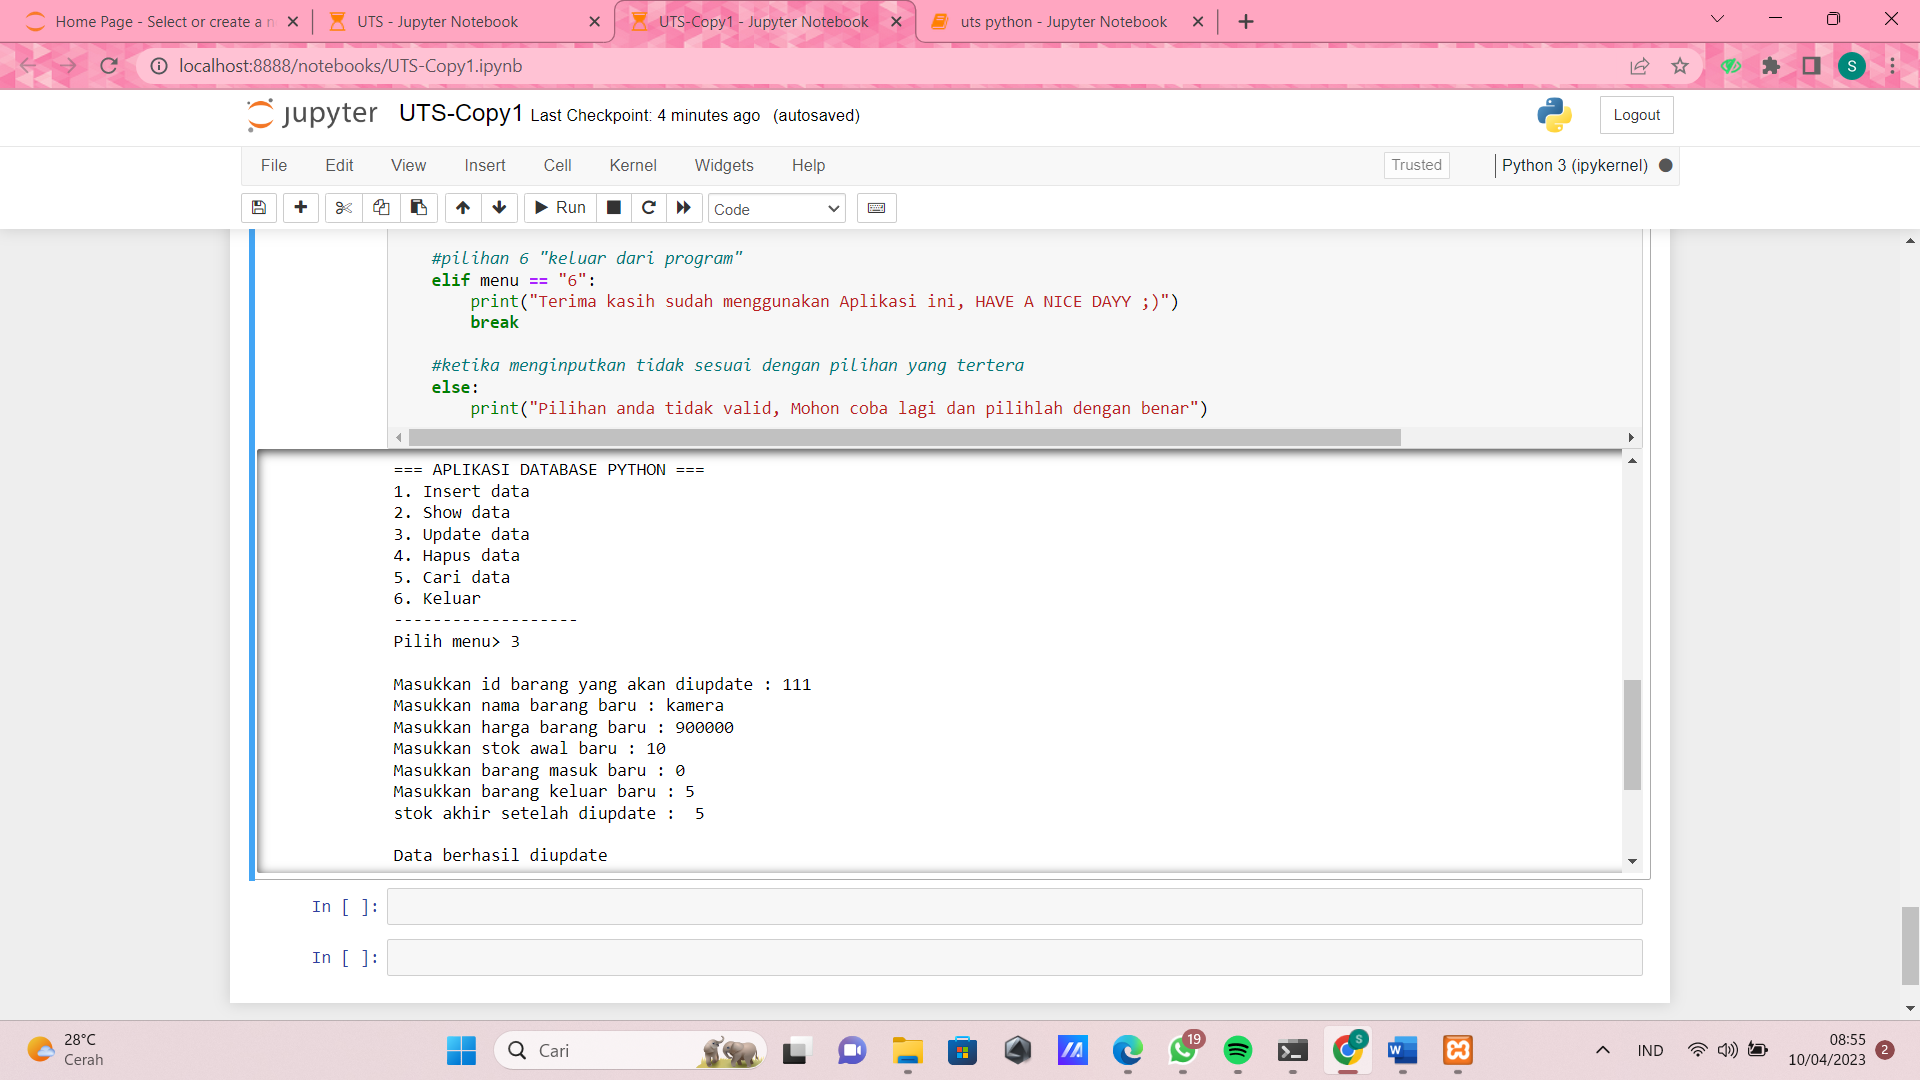 Home Page - Select or create a n
UTS - Jupyter Notebook
UTS-Copy1 - Jupyter Notebook
uts python - Jupyter Notebook
localhost:8888/notebooks/UTS-Copy1.ipynb
S
jupyter
UTS-Copy1 Last Checkpoint: 4 minutes ago (autosaved)
Logout
File Edit View Insert Cell Kernel Widgets Help
Trusted
Python 3 (ipykernel)
Run
Code
#pilihan 6 "keluar dari program"
elif menu == "6":
print("Terima kasih sudah menggunakan Aplikasi ini, HAVE A NICE DAYY ;)")
break
#ketika menginputkan tidak sesuai dengan pilihan yang tertera
else:
print("Pilihan anda tidak valid, Mohon coba lagi dan pilihlah dengan benar")
=== APLIKASI DATABASE PYTHON ===
1. Insert data
2. Show data
3. Update data
4. Hapus data
5. Cari data
6. Keluar
-------------------
Pilih menu> 3
Masukkan id barang yang akan diupdate : 111
Masukkan nama barang baru : kamera
Masukkan harga barang baru : 900000
Masukkan stok awal baru : 10
Masukkan barang masuk baru : 0
Masukkan barang keluar baru : 5
stok akhir setelah diupdate :  5
Data berhasil diupdate
In [ ]:
In [ ]:
28°C
Cerah
Cari
19
S
IND
08:55
10/04/2023
2